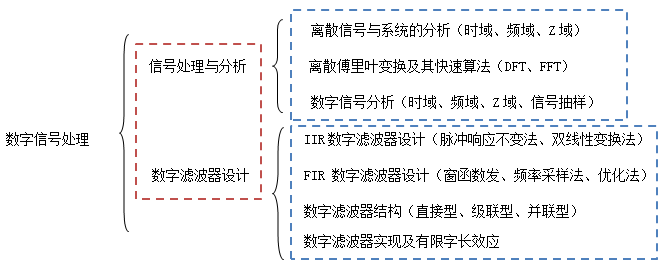 离散信号与系统的分析（时域、频域、Z域）
信号处理与分析
离散傅里叶变换及其快速算法（DFT、FFT）
数字信号分析（时域、频域、Z域、信号抽样）
数字信号处理
IIR数字滤波器设计（脉冲响应不变法、双线性变换法）
数字滤波器设计
FIR 数字滤波器设计（窗函数发、频率采样法、优化法）
数字滤波器结构（直接型、级联型、并联型）
数字滤波器实现及有限字长效应